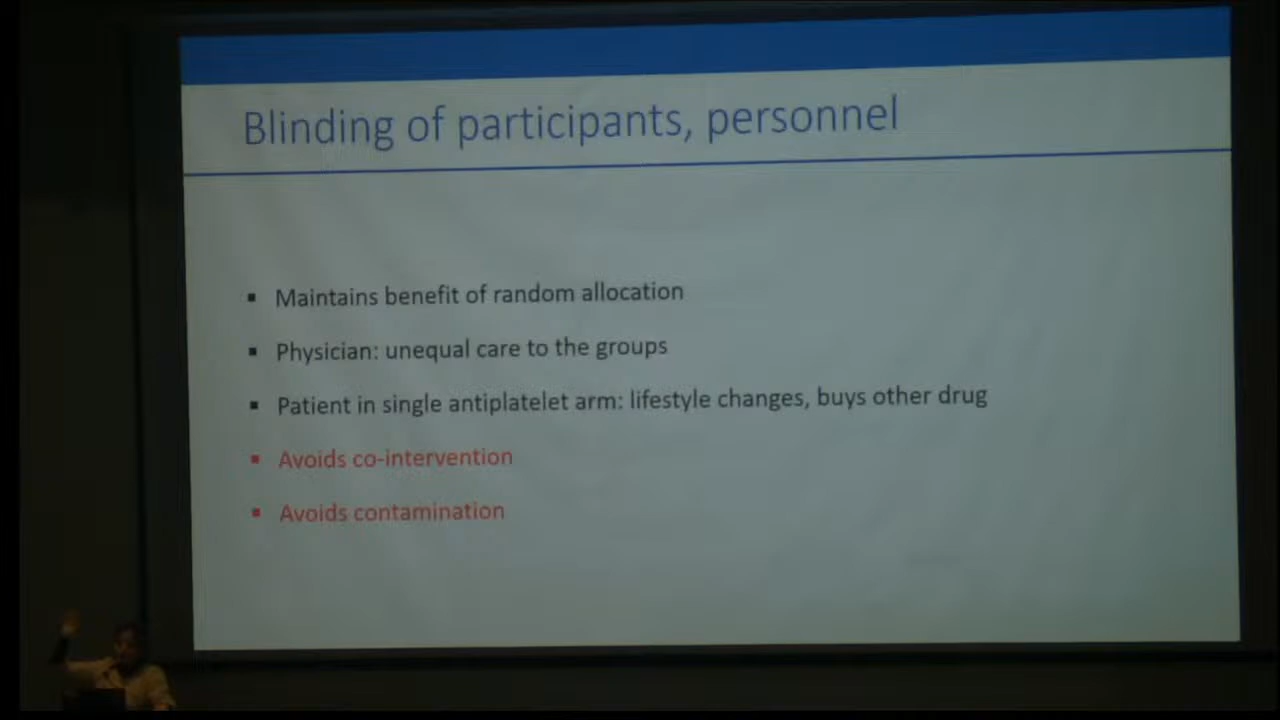 Blinding of participants, personnel
▪ Maintains benefit of random allocation
▪ Physician: unequal care to the groups
▪ Patient in single antiplatelet arm: lifestyle changes, buys other drug
▪ Avoids co-intervention
▪ Avoids contamination